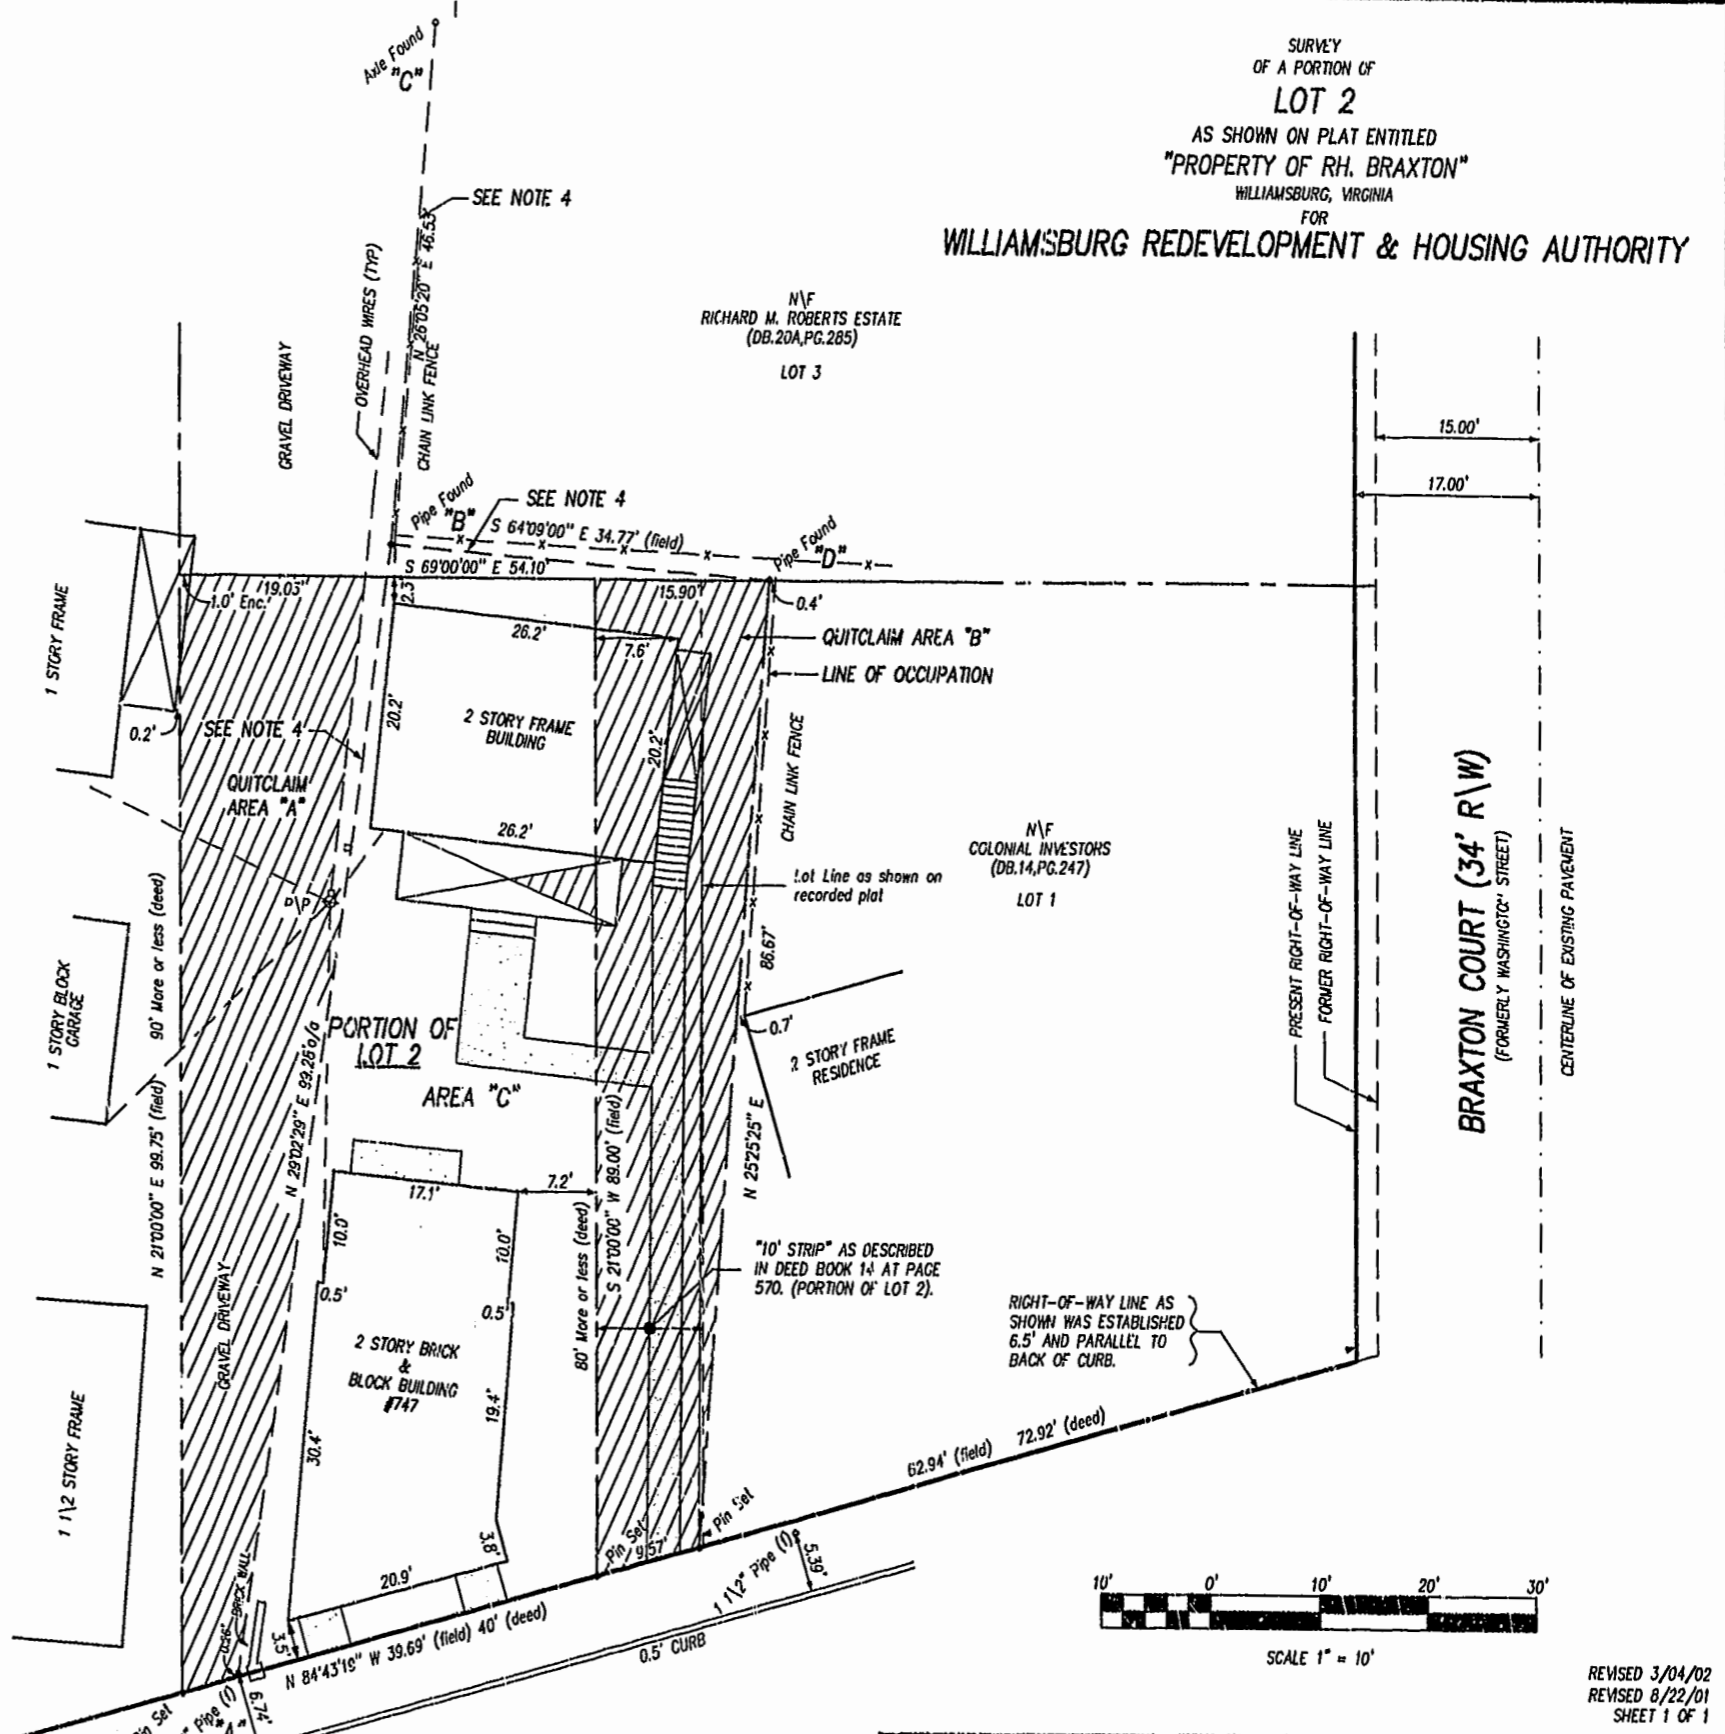 SURVEY
OF A PORTION OF
LOT 2
AS SHOWN ON PLAT ENTITLED
"PROPERTY OF RH. BRAXTON"
WILLIAMSBURG, VIRGINIA
FOR
WILLIAMSBURG REDEVELOPMENT & HOUSING AUTHORITY
Axle Found
"C"
SEE NOTE 4
N 26°05'20" E 46.53'
CHAIN LINK FENCE
OVERHEAD WIRES (TYP)
GRAVEL DRIVEWAY
N\F
RICHARD M. ROBERTS ESTATE
(DB.20A,PG.285)
LOT 3
15.00'
17.00'
Pipe Found
"B"
SEE NOTE 4
S 64°09'00" E 34.77' (field)
Pipe Found
"D"
S 69°00'00" E 54.10'
19.03'
1.0' Enc.
2.3'
15.90'
0.4'
1 STORY FRAME
26.2'
7.6'
QUITCLAIM AREA "B"
LINE OF OCCUPATION
0.2'
SEE NOTE 4
20.2'
2 STORY FRAME
BUILDING
20.2'
CHAIN LINK FENCE
QUITCLAIM
AREA "A"
26.2'
Lot Line as shown on
recorded plat
N\F
COLONIAL INVESTORS
(DB.14,PG.247)
LOT 1
PRESENT RIGHT-OF-WAY LINE
FORMER RIGHT-OF-WAY LINE
BRAXTON COURT (34' R\W)
(FORMERLY WASHINGTON STREET)
CENTERLINE OF EXISTING PAVEMENT
90' More or less (deed)
1 STORY BLOCK
GARAGE
86.67'
0.7'
2 STORY FRAME
RESIDENCE
PORTION OF
LOT 2
AREA "C"
N 21°00'00" E 99.75' (field)
N 29°02'29" E 99.26' o/a
S 21°00'00" W 89.00' (field)
80' More or less (deed)
N 25°25'25" E
17.1'
7.2'
10.0'
10.0'
0.5'
0.5'
"10' STRIP" AS DESCRIBED
IN DEED BOOK 14 AT PAGE
570. (PORTION OF LOT 2).
RIGHT-OF-WAY LINE AS
SHOWN WAS ESTABLISHED
6.5' AND PARALLEL TO
BACK OF CURB.
GRAVEL DRIVEWAY
2 STORY BRICK
&
BLOCK BUILDING
#747
19.4'
30.4'
1 1\2 STORY FRAME
3.8'
20.9'
BRICK WALL
3.5'
Pin Set
9.57'
Pin Set
62.94' (field)
72.92' (deed)
1 1\2" Pipe (f)
5.39'
N 84°43'19" W 39.69' (field) 40' (deed)
0.5' CURB
6.74'
Set
Pipe (f)
10'
0'
10'
20'
30'
SCALE 1" = 10'
REVISED 3/04/02
REVISED 8/22/01
SHEET 1 OF 1